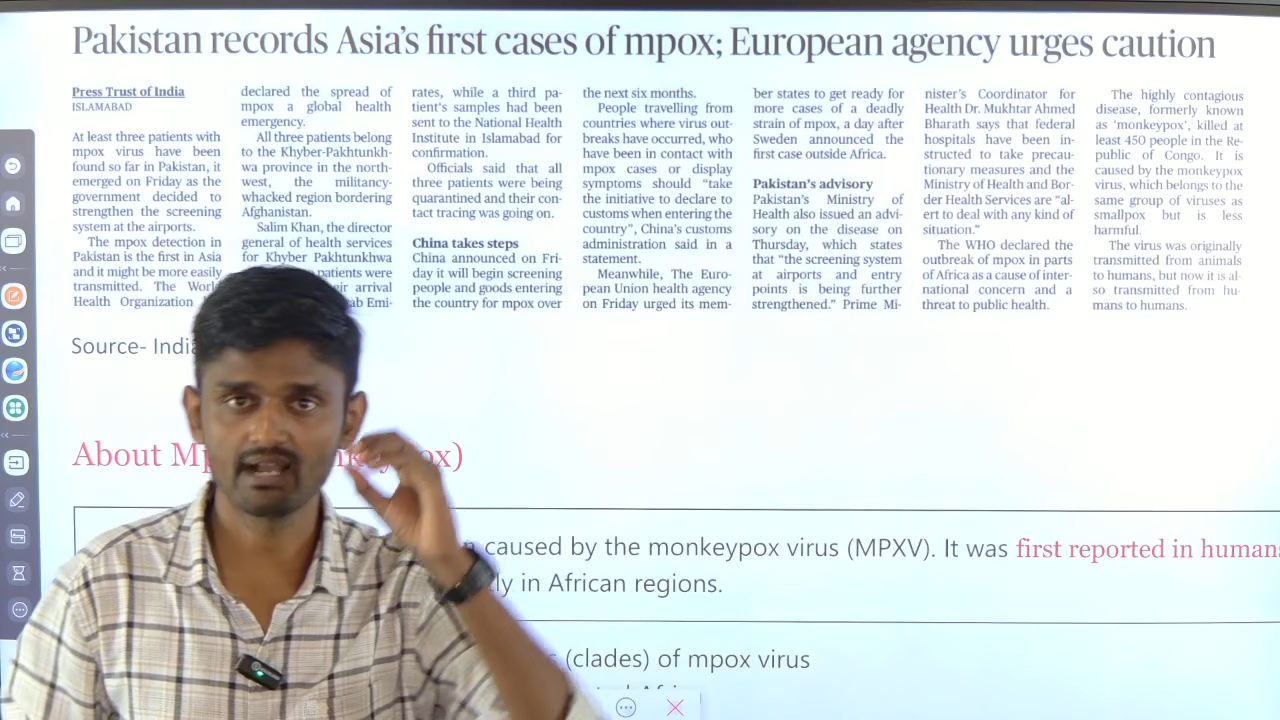 Pakistan records Asia's first cases of mpox; European agency urges caution
Press Trust of India
ISLAMABAD
At least three patients with
mpox virus have been
found so far in Pakistan, it
emerged on Friday as the
government decided to
strengthen the screening
system at the airports.
The mpox detection in
Pakistan is the first in Asia
and it might be more easily
transmitted. The World
Health Organization
declared the spread of
mpox a global health
emergency.
All three patients belong
to the Khyber-Pakhtunkh-
wa province in the north-
west, the militancy-
whacked region bordering
Afghanistan.
Salim Khan, the director
general of health services
for Khyber Pakhtunkhwa
patients were
arrival
Emi-
rates, while a third pa-
tient's samples had been
sent to the National Health
Institute in Islamabad for
confirmation.
Officials said that all
three patients were being
quarantined and their con-
tact tracing was going on.
China takes steps
China announced on Fri-
day it will begin screening
people and goods entering
the country for mpox over
the next six months.
People travelling from
countries where virus out-
breaks have occurred, who
have been in contact with
mpox cases or display
symptoms should "take
the initiative to declare to
customs when entering the
country", China's customs
administration said in a
statement.
Meanwhile, The Euro-
pean Union health agency
on Friday urged its mem-
ber states to get ready for
more cases of a deadly
strain of mpox, a day after
Sweden announced the
first case outside Africa.
Pakistan's advisory
Pakistan's Ministry of
Health also issued an advi-
sory on the disease on
Thursday, which states
that "the screening system
at airports and entry
points is being further
strengthened." Prime Mi-
nister's Coordinator for
Health Dr. Mukhtar Ahmed
Bharath says that federal
hospitals have been in-
structed to take precau-
tionary measures and the
Ministry of Health and Bor-
der Health Services are "al-
ert to deal with any kind of
situation."
The WHO declared the
outbreak of mpox in parts
of Africa as a cause of inter-
national concern and a
threat to public health.
The highly contagious
disease, formerly known
as 'monkeypox', killed at
least 450 people in the Re-
public of Congo. It is
caused by the monkeypox
virus, which belongs to the
same group of viruses as
smallpox but is less
harmful.
The virus was originally
transmitted from animals
to humans, but now it is al-
so transmitted from hu-
mans to humans.
Source-
About
caused by the monkeypox virus (MPXV). It was first reported in human
in African regions.
(clades) of mpox virus